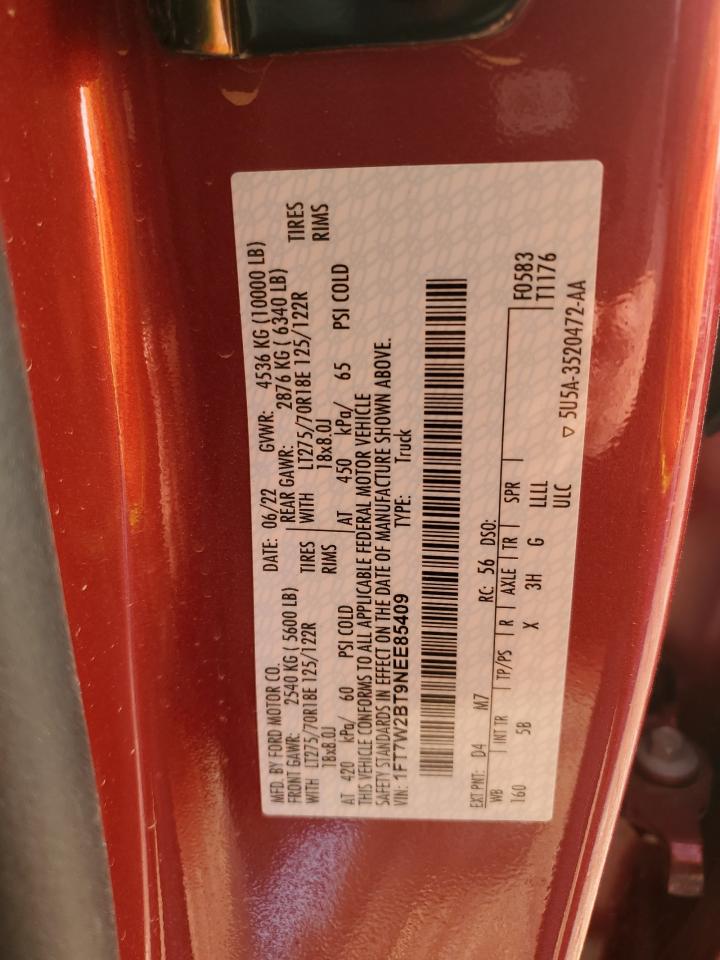 MFD. BY FORD MOTOR CO. DATE: 06/22 GVWR: 4536 KG (10000 LB)
FRONT GAWR: 2540 KG ( 5600 LB) REAR GAWR: 2876 KG ( 6340 LB)
WITH LT275/70R18E 125/122R TIRES WITH LT275/70R18E 125/122R TIRES
18x8.0J RIMS 18x8.0J RIMS
AT 420 kPa/ 60 PSI COLD AT 450 kPa/ 65 PSI COLD
THIS VEHICLE CONFORMS TO ALL APPLICABLE FEDERAL MOTOR VEHICLE
SAFETY STANDARDS IN EFFECT ON THE DATE OF MANUFACTURE SHOWN ABOVE.
VIN: 1FT7W2BT9NEE85409 TYPE: Truck
EXT PNT: D4 M7 RC: 56 DSO:
WB INT TR TP/PS R AXLE TR SPR F0583
160 5B X 3H G LLLL T1176
ULC
▽ 5U5A-3520472-AA